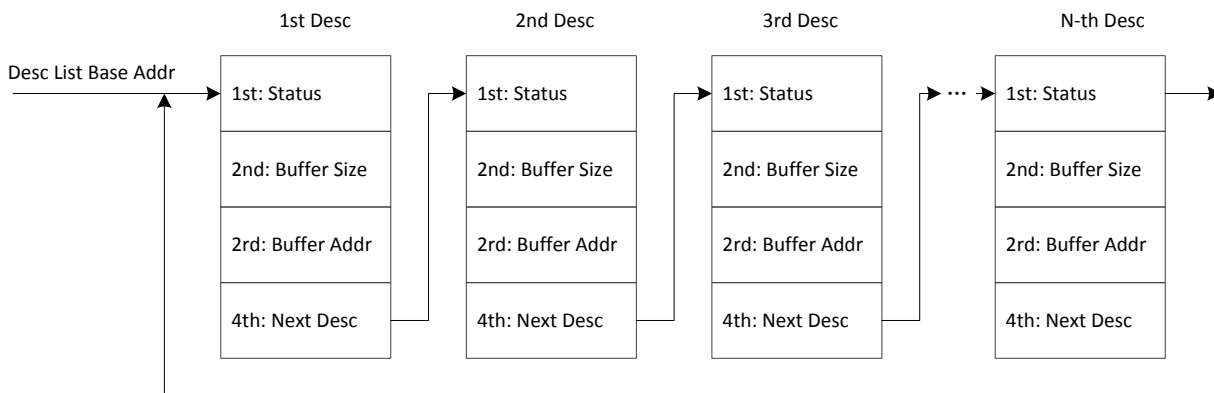 1st Desc
2nd Desc
3rd Desc
N-th Desc
Desc List Base Addr
1st: Status
1st: Status
1st: Status
...
1st: Status
2nd: Buffer Size
2nd: Buffer Size
2nd: Buffer Size
2nd: Buffer Size
2rd: Buffer Addr
2rd: Buffer Addr
2rd: Buffer Addr
2rd: Buffer Addr
4th: Next Desc
4th: Next Desc
4th: Next Desc
4th: Next Desc